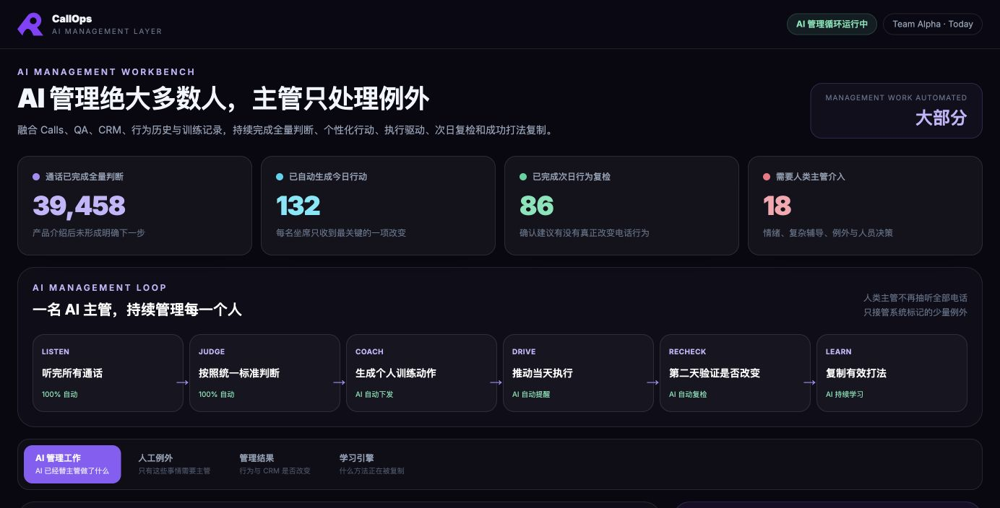 CallOps
AI MANAGEMENT LAYER
AI 管理循环运行中
Team Alpha · Today
AI MANAGEMENT WORKBENCH
AI 管理绝大多数人，主管只处理例外
融合 Calls、QA、CRM、行为历史与训练记录，持续完成全量判断、个性化行动、执行驱动、次日复检和成功打法复制。
MANAGEMENT WORK AUTOMATED
大部分
通话已完成全量判断
39,458
产品介绍后未形成明确下一步
已自动生成今日行动
132
每名坐席只收到最关键的一项改变
已完成次日行为复检
86
确认建议有没有真正改变电话行为
需要人类主管介入
18
情绪、复杂辅导、例外与人员决策
AI MANAGEMENT LOOP
一名 AI 主管，持续管理每一个人
人类主管不再抽听全部电话
只接管系统标记的少量例外
LISTEN
听完所有通话
100% 自动
→
JUDGE
按照统一标准判断
100% 自动
→
COACH
生成个人训练动作
AI 自动下发
→
DRIVE
推动当天执行
AI 自动提醒
→
RECHECK
第二天验证是否改变
AI 自动复检
→
LEARN
复制有效打法
AI 持续学习
AI 管理工作
AI 已经替主管做了什么
人工例外
只有这些事情需要主管
管理结果
行为与 CRM 是否改变
学习引擎
什么方法正在被复制